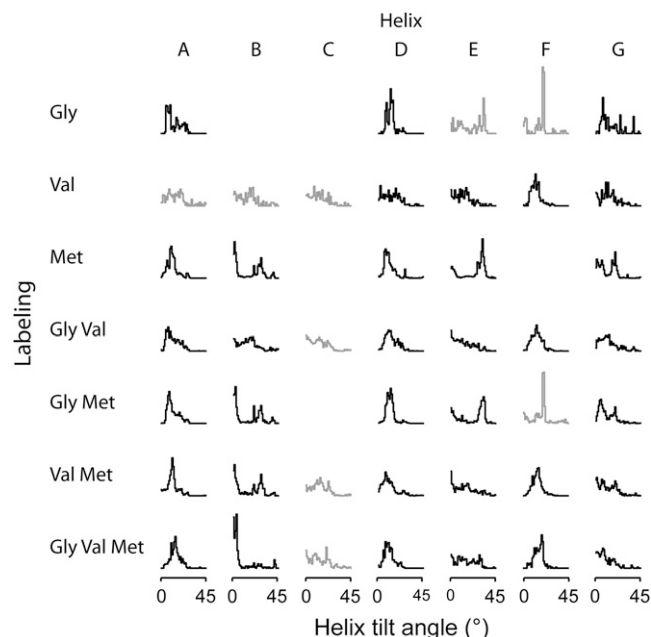 Helix
A B C D E F G
Labeling
Gly
Val
Met
Gly Val
Gly Met
Val Met
Gly Val Met
0 45 0 45 0 45 0 45 0 45 0 45 0 45
Helix tilt angle (°)